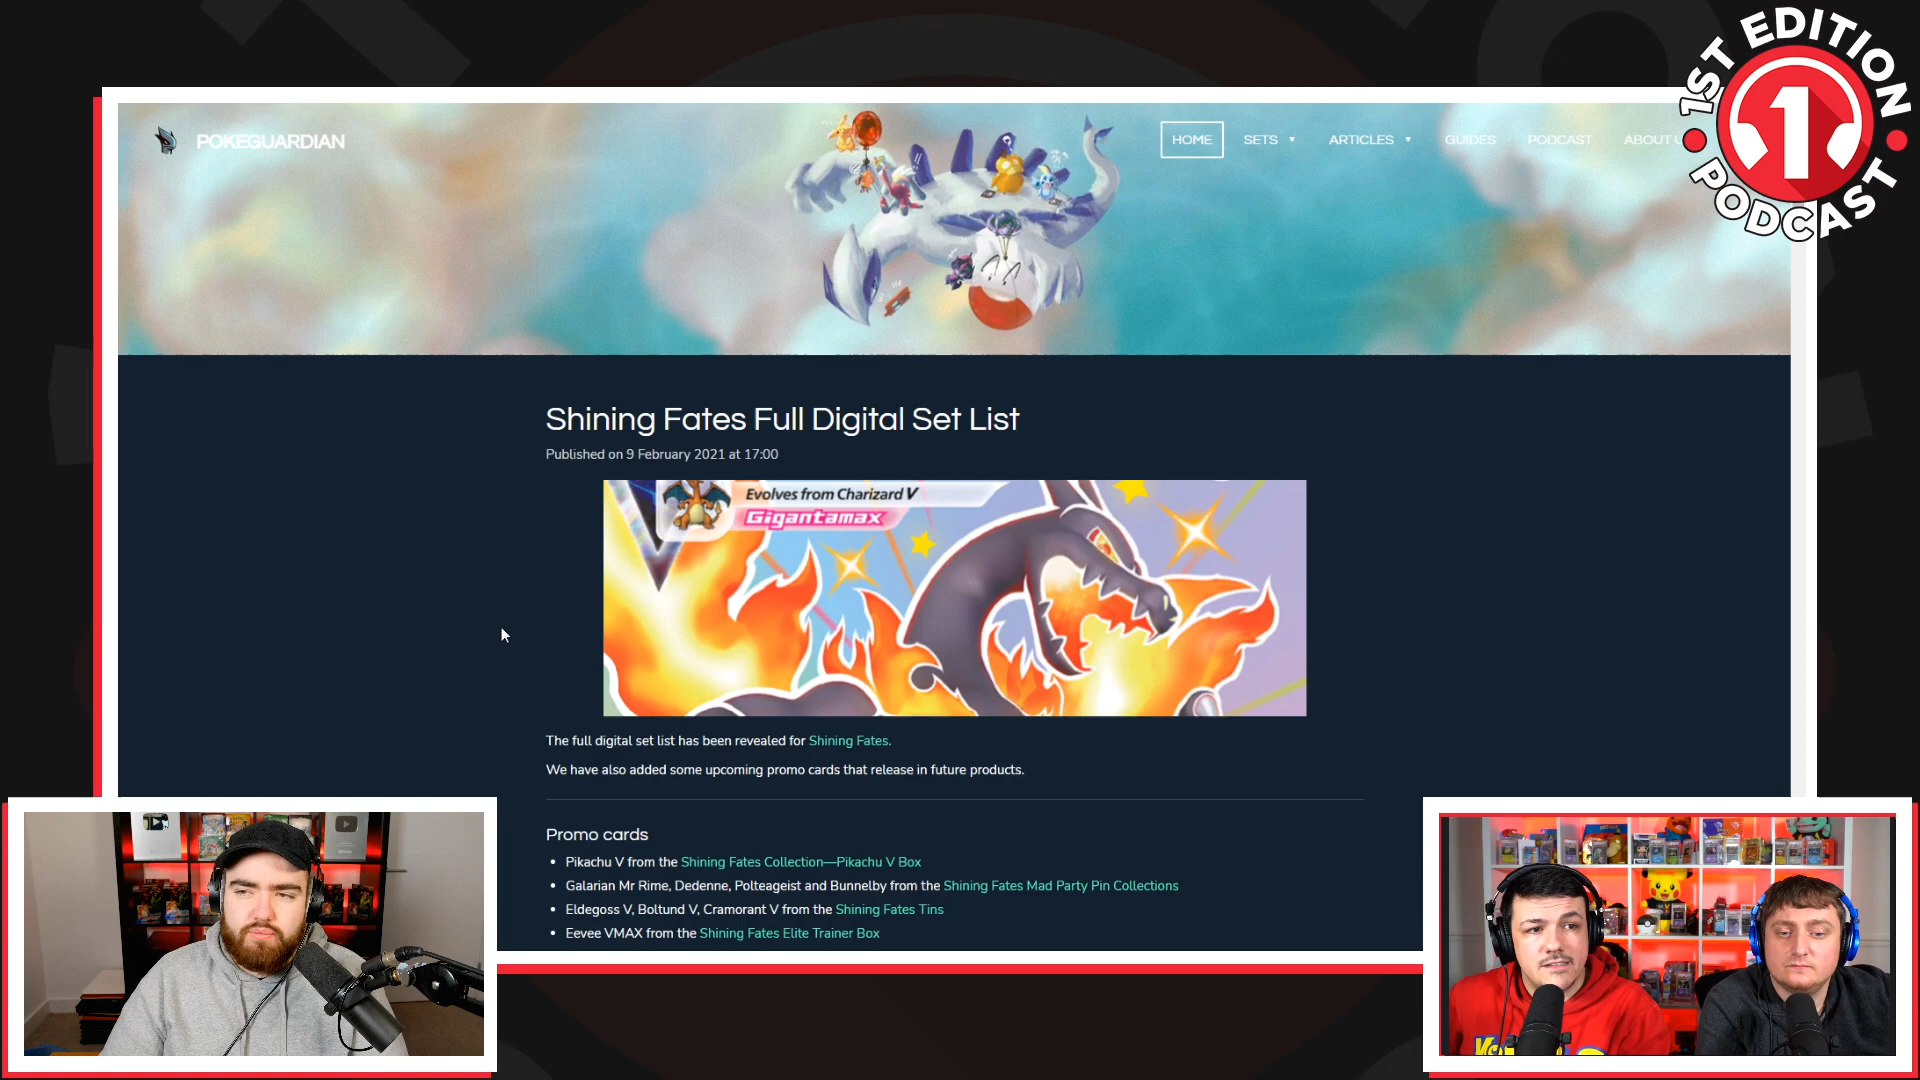 1ST EDITION
1
PODCAST
POKEGUARDIAN
HOME
SETS
ARTICLES
GUIDES
PODCAST
ABOUT
Shining Fates Full Digital Set List
Published on 9 February 2021 at 17:00
Evolves from Charizard V
Gigantamax
The full digital set list has been revealed for Shining Fates.
We have also added some upcoming promo cards that release in future products.
Promo cards
• Pikachu V from the Shining Fates Collection—Pikachu V Box
• Galarian Mr Rime, Dedenne, Polteageist and Bunnelby from the Shining Fates Mad Party Pin Collections
• Eldegoss V, Boltund V, Cramorant V from the Shining Fates Tins
• Eevee VMAX from the Shining Fates Elite Trainer Box